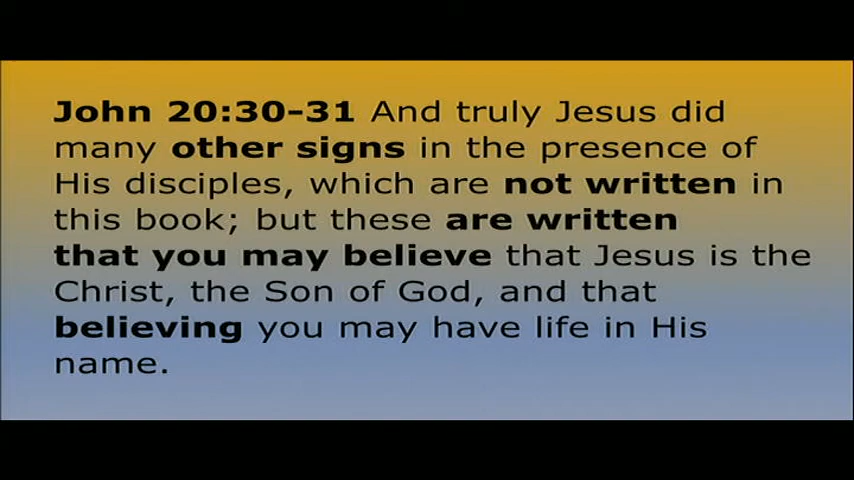 John 20:30-31 And truly Jesus did
many other signs in the presence of
His disciples, which are not written in
this book; but these are written
that you may believe that Jesus is the
Christ, the Son of God, and that
believing you may have life in His
name.